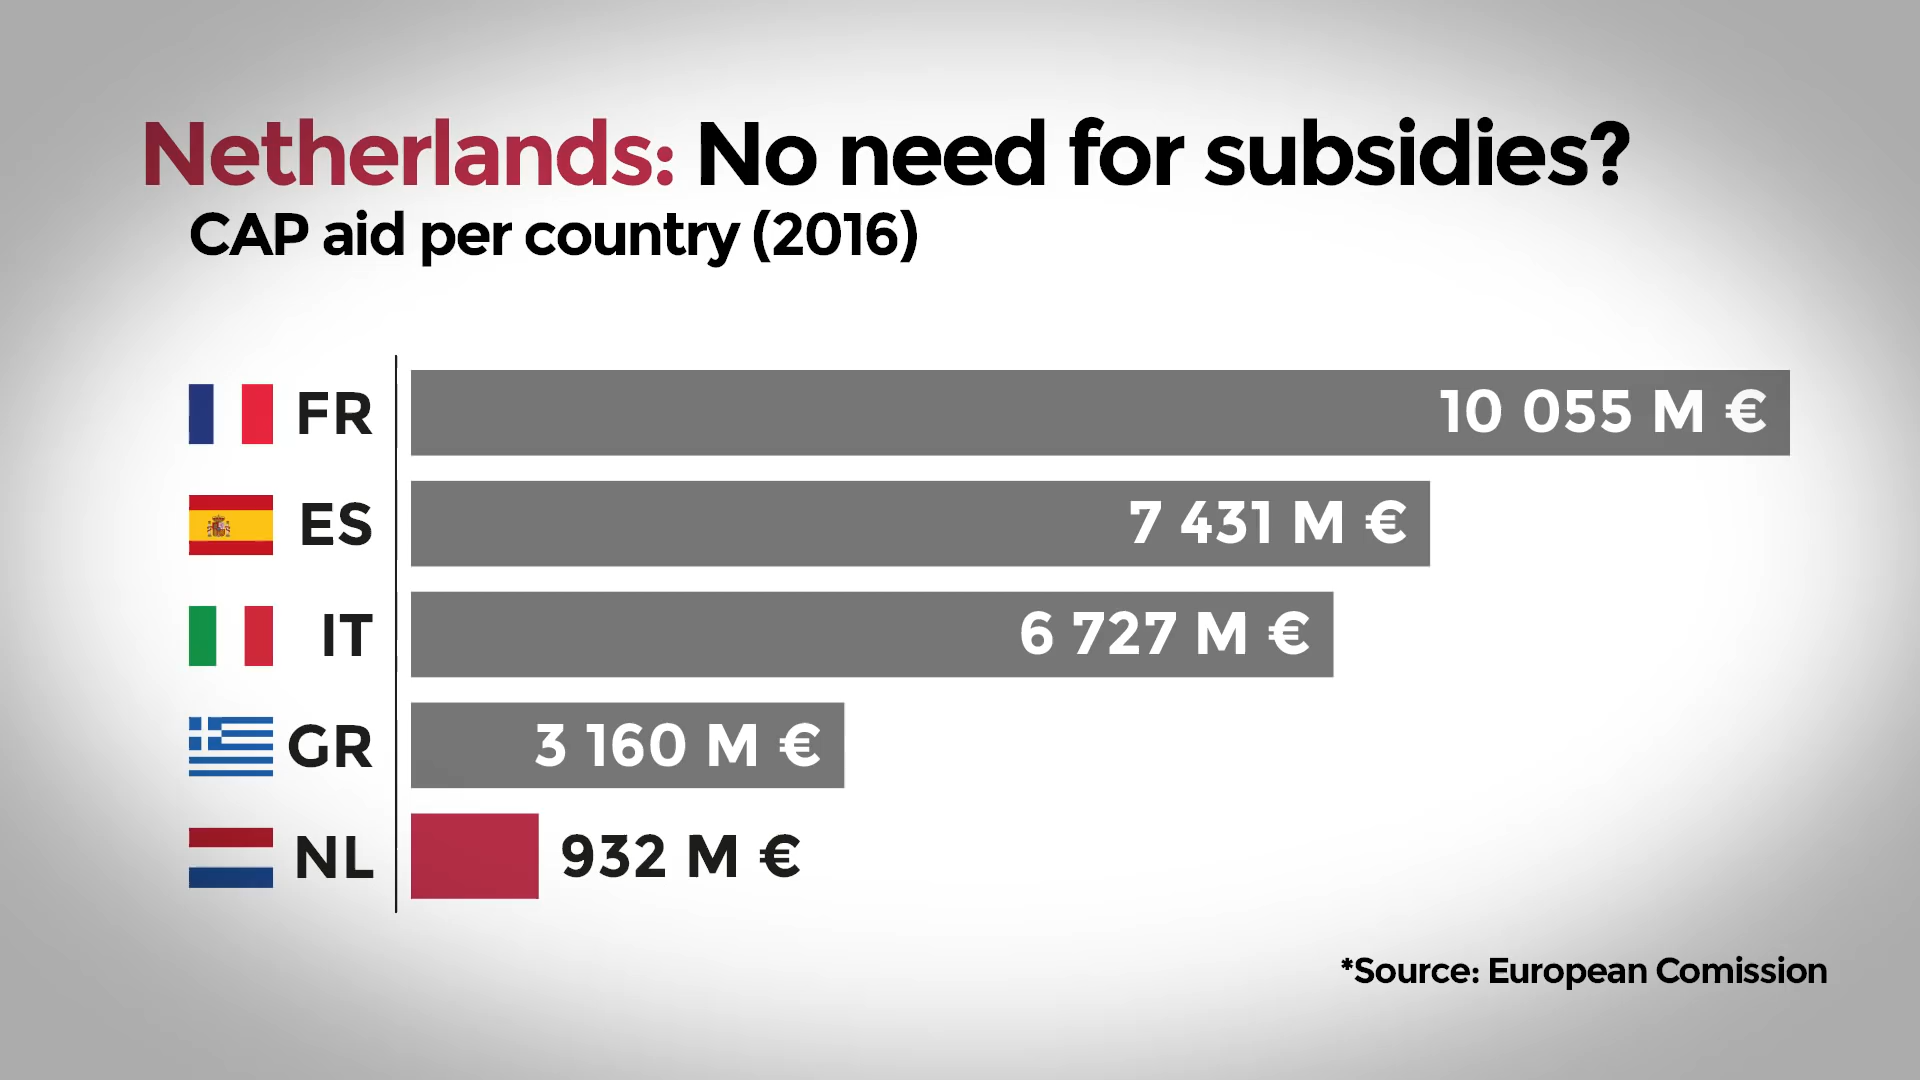 Netherlands: No need for subsidies?
CAP aid per country (2016)
FR 10 055 M €
ES 7 431 M €
IT 6 727 M €
GR 3 160 M €
NL 932 M €
*Source: European Comission